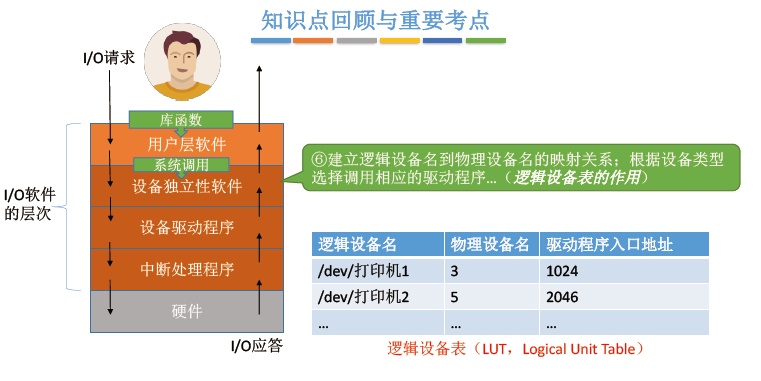 知识点回顾与重要考点
I/O请求
库函数
用户层软件
系统调用
设备独立性软件
设备驱动程序
中断处理程序
硬件
I/O软件
的层次
I/O应答
⑥建立逻辑设备名到物理设备名的映射关系；根据设备类型
选择调用相应的驱动程序...（逻辑设备表的作用）
逻辑设备名 物理设备名 驱动程序入口地址
/dev/打印机1 3 1024
/dev/打印机2 5 2046
... ... ...
逻辑设备表（LUT，Logical Unit Table）